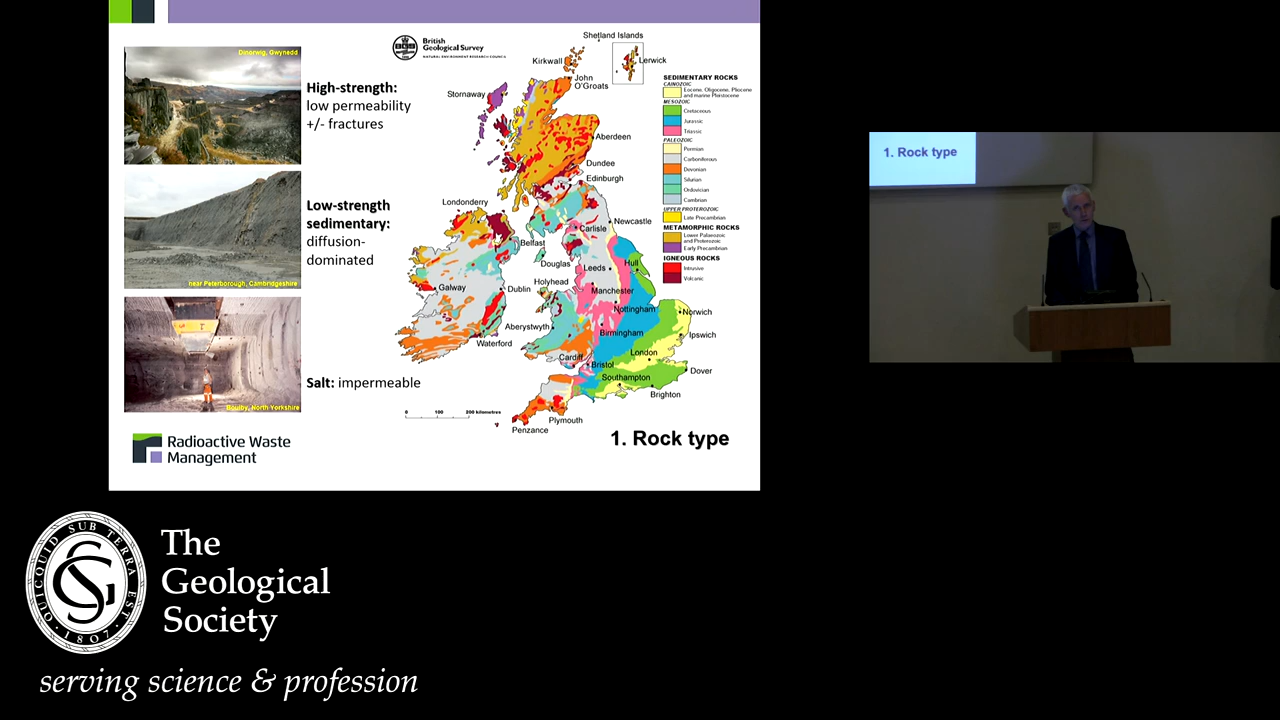 Dinorwig, Gwynedd
High-strength:
low permeability
+/- fractures
near Peterborough, Cambridgeshire
Low-strength
sedimentary:
diffusion-
dominated
Boulby, North Yorkshire
Salt: impermeable
British
Geological Survey
NATURAL ENVIRONMENT RESEARCH COUNCIL
Shetland Islands
Lerwick
Kirkwall
John
O'Groats
Stornaway
Aberdeen
Dundee
Edinburgh
Londonderry
Newcastle
Carlisle
Belfast
Douglas
Leeds
Hull
Holyhead
Galway
Dublin
Manchester
Nottingham
Norwich
Aberystwyth
Birmingham
Ipswich
Waterford
London
Cardiff
Bristol
Dover
Southampton
Brighton
Plymouth
Penzance
0 100 200 kilometres
SEDIMENTARY ROCKS
CAINOZOIC
Eocene, Oligocene, Pliocene
and marine Pleistocene
MESOZOIC
Cretaceous
Jurassic
Triassic
PALEOZOIC
Permian
Carboniferous
Devonian
Silurian
Ordovician
Cambrian
UPPER PROTEROZOIC
Late Precambrian
METAMORPHIC ROCKS
Lower Palaeozoic
and Proterozoic
Early Precambrian
IGNEOUS ROCKS
Intrusive
Volcanic
1. Rock type
Radioactive Waste
Management
1. Rock type
QUICQUID SUB TERRA EST
1807
The
Geological
Society
serving science & profession